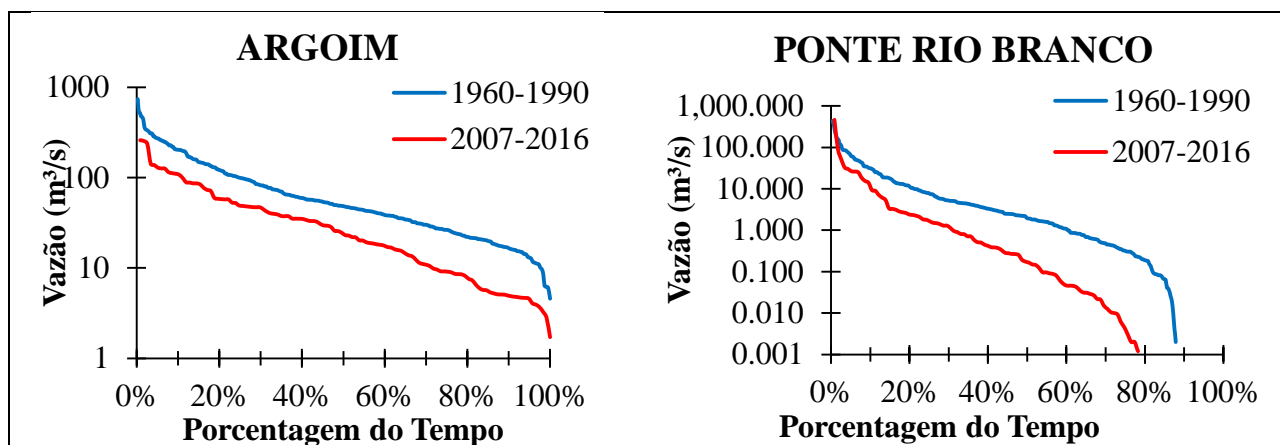 ARGOIM
1960-1990
2007-2016
Vazão (m³/s)
1000
100
10
1
0% 20% 40% 60% 80% 100%
Porcentagem do Tempo
PONTE RIO BRANCO
1960-1990
2007-2016
Vazão (m³/s)
1,000.000
100.000
10.000
1.000
0.100
0.010
0.001
0% 20% 40% 60% 80% 100%
Porcentagem do Tempo